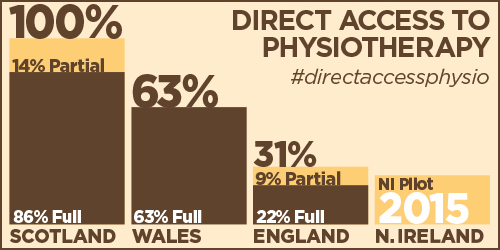 DIRECT ACCESS TO
PHYSIOTHERAPY
#directaccessphysio
100%
14% Partial
86% Full
SCOTLAND
63%
63% Full
WALES
31%
9% Partial
22% Full
ENGLAND
NI Pilot
2015
N. IRELAND